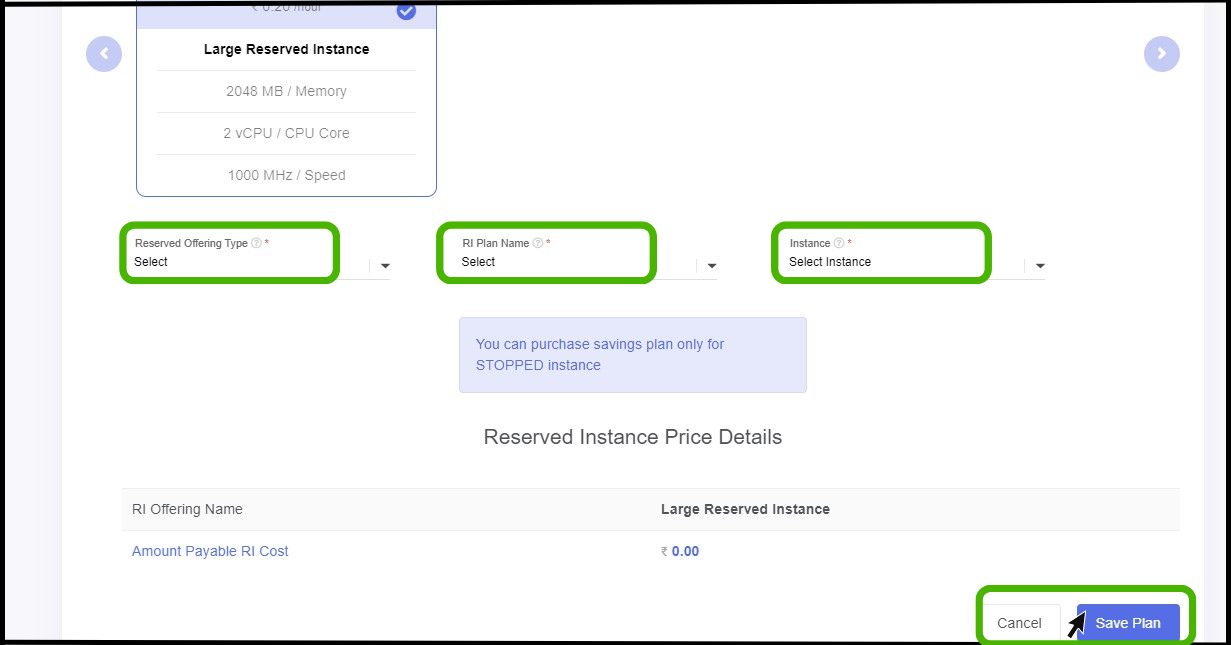 ₹ 0.20 /hour
Large Reserved Instance
2048 MB / Memory
2 vCPU / CPU Core
1000 MHz / Speed
Reserved Offering Type ? *
Select
RI Plan Name ? *
Select
Instance ? *
Select Instance
You can purchase savings plan only for
STOPPED instance
Reserved Instance Price Details
RI Offering Name Large Reserved Instance
Amount Payable RI Cost ₹ 0.00
Cancel Save Plan